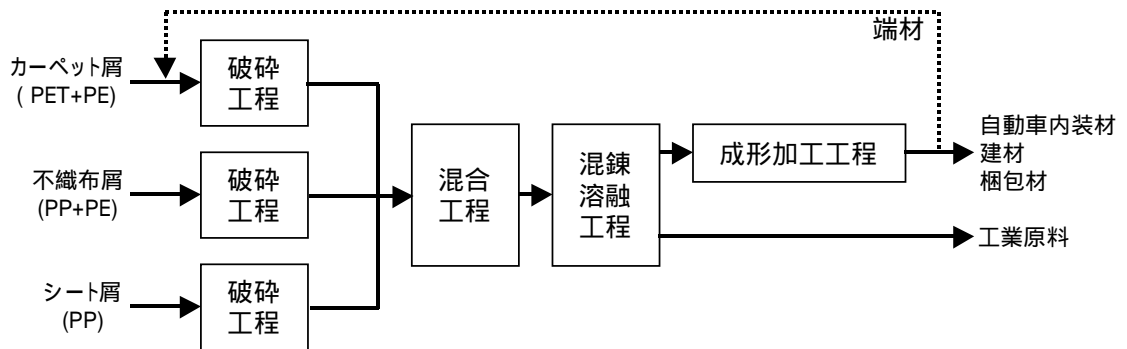 端材
カーペット屑
( PET+PE)
破砕
工程
不織布屑
(PP+PE)
破砕
工程
シート屑
(PP)
破砕
工程
混合
工程
混錬
溶融
工程
成形加工工程
自動車内装材
建材
梱包材
工業原料